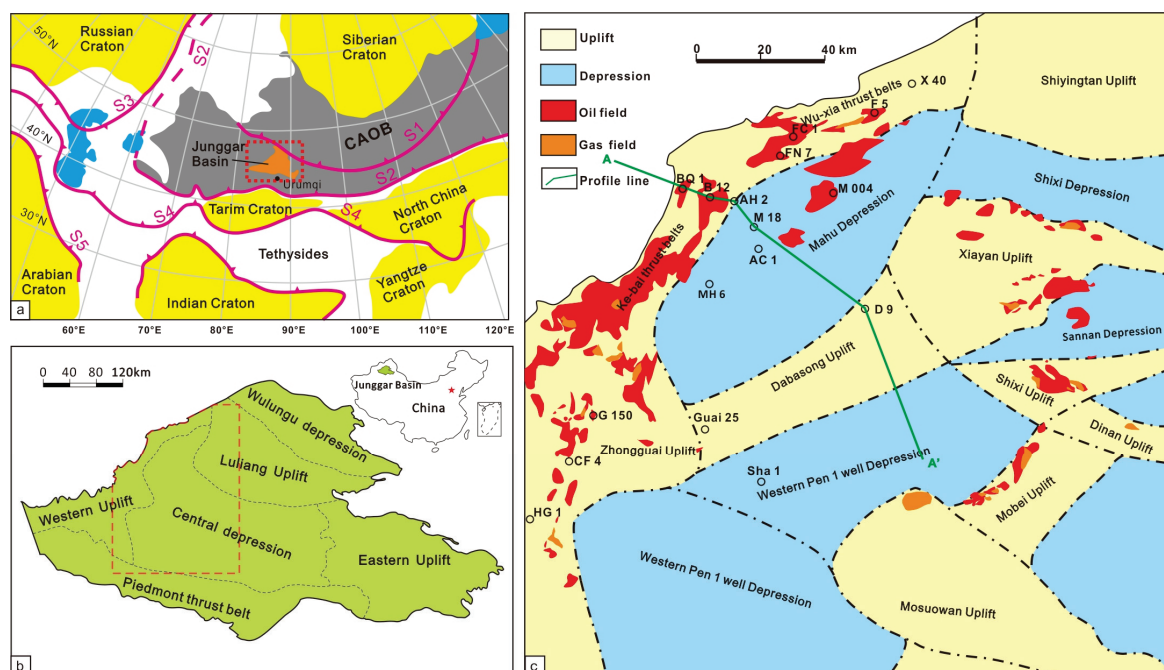 50°N
40°N
30°N
Russian
Craton
Siberian
Craton
S2
S3
S1
CAOB
Junggar
Basin
Urumqi
S2
S4
S4
S5
Tarim Craton
North China
Craton
Tethysides
Arabian
Craton
Indian Craton
Yangtze
Craton
a
60°E
70°E
80°E
90°E
100°E
110°E
120°E
0 40 80 120km
Junggar Basin
China
Wulungu depression
Luliang Uplift
Western Uplift
Central depression
Eastern Uplift
Piedmont thrust belt
b
Uplift
Depression
Oil field
Gas field
Profile line
0 20 40 km
X 40
Wu-xia thrust belts
F 5
FC 1
FN 7
Shiyingtan Uplift
A
BQ 1
B 12
AH 2
M 004
M 18
AC 1
Mahu Depression
Shixi Depression
Ke-bai thrust belts
MH 6
Xiayan Uplift
D 9
Sannan Depression
Dabasong Uplift
Shixi Uplift
G 150
Guai 25
Dinan Uplift
CF 4
Zhongguai Uplift
Sha 1
Western Pen 1 well Depression
A'
Mobei Uplift
HG 1
Western Pen 1 well Depression
Mosuowan Uplift
c